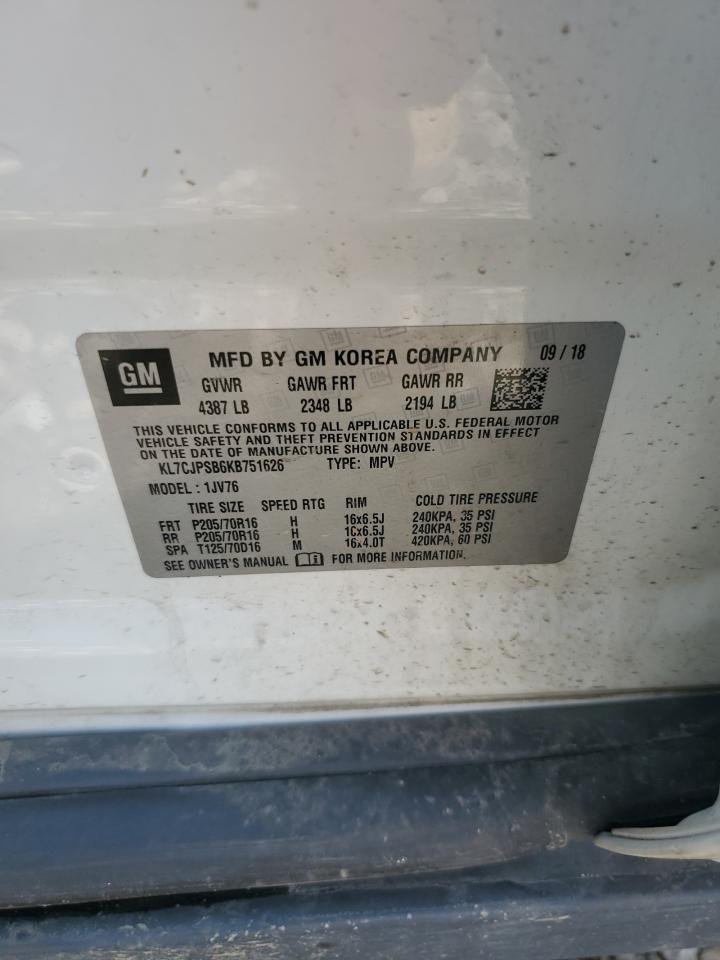 GM MFD BY GM KOREA COMPANY 09 / 18
GVWR GAWR FRT GAWR RR
4387 LB 2348 LB 2194 LB
THIS VEHICLE CONFORMS TO ALL APPLICABLE U.S. FEDERAL MOTOR
VEHICLE SAFETY AND THEFT PREVENTION STANDARDS IN EFFECT
ON THE DATE OF MANUFACTURE SHOWN ABOVE.
KL7CJPSB6KB751626 TYPE: MPV
MODEL : 1JV76
TIRE SIZE SPEED RTG RIM COLD TIRE PRESSURE
FRT P205/70R16 H 16x6.5J 240KPA, 35 PSI
RR P205/70R16 H 1Cx6.5J 240KPA, 35 PSI
SPA T125/70D16 M 16x4.0T 420KPA, 60 PSI
SEE OWNER'S MANUAL FOR MORE INFORMATION.